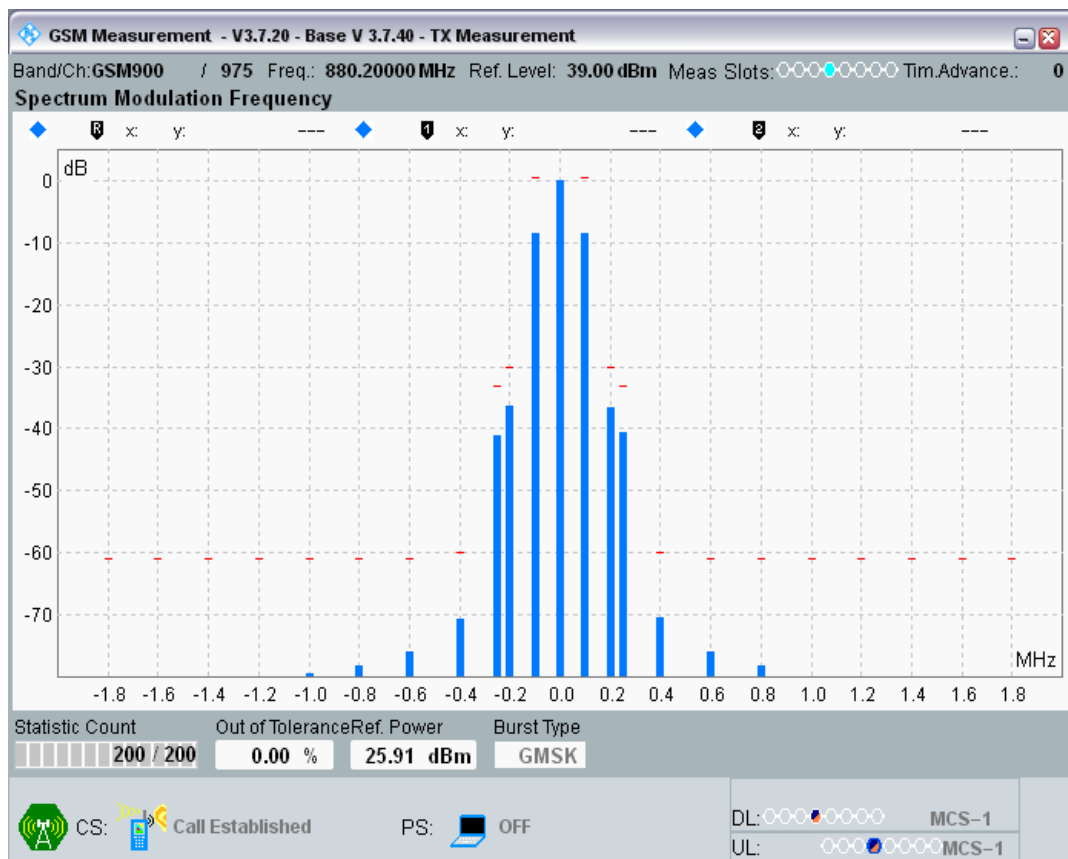 GSM Measurement - V3.7.20 - Base V 3.7.40 - TX Measurement
Band/Ch:GSM900 / 975 Freq.: 880.20000 MHz Ref. Level: 39.00 dBm Meas Slots: Tim.Advance.: 0
Spectrum Modulation Frequency
R x: y: --- 1 x: y: --- 2 x: y: ---
dB
0
-10
-20
-30
-40
-50
-60
-70
MHz
-1.8 -1.6 -1.4 -1.2 -1.0 -0.8 -0.6 -0.4 -0.2 0.0 0.2 0.4 0.6 0.8 1.0 1.2 1.4 1.6 1.8
Statistic Count Out of Tolerance Ref. Power Burst Type
200 / 200 0.00 % 25.91 dBm GMSK
CS: Call Established PS: OFF
DL: MCS-1
UL: MCS-1